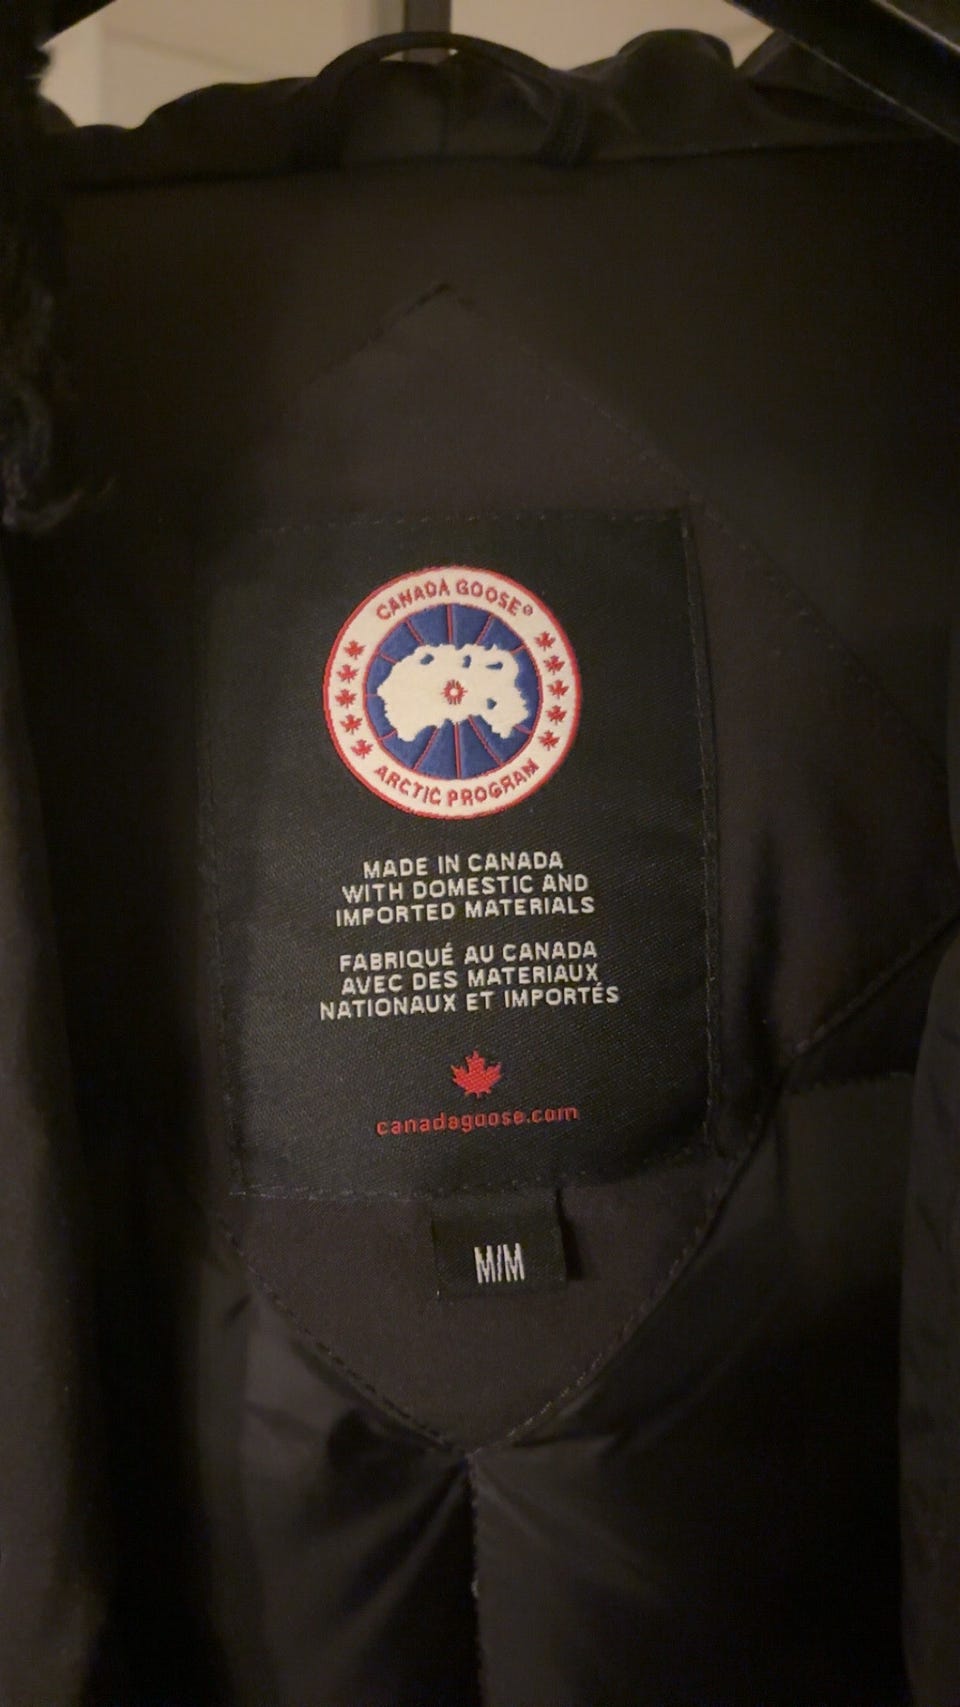 CANADA GOOSE®
ARCTIC PROGRAM
MADE IN CANADA
WITH DOMESTIC AND
IMPORTED MATERIALS
FABRIQUÉ AU CANADA
AVEC DES MATERIAUX
NATIONAUX ET IMPORTÉS
canadagoose.com
M/M